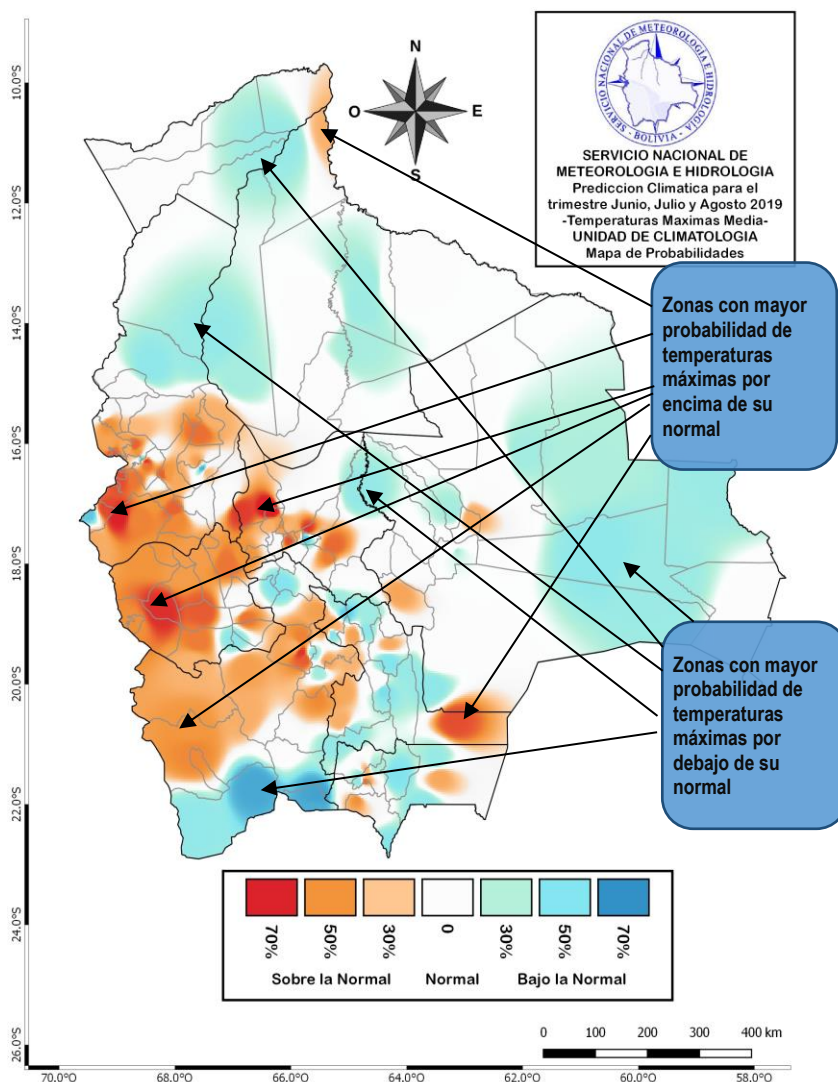 SERVICIO NACIONAL DE METEOROLOGÍA E HIDROLOGÍA
- BOLIVIA -
SERVICIO NACIONAL DE
METEOROLOGIA E HIDROLOGIA
Prediccion Climatica para el
trimestre Junio, Julio y Agosto 2019
-Temperaturas Maximas Media-
UNIDAD DE CLIMATOLOGIA
Mapa de Probabilidades
N
O
E
S
Zonas con mayor
probabilidad de
temperaturas
máximas por
encima de su
normal
Zonas con mayor
probabilidad de
temperaturas
máximas por
debajo de su
normal
10.0°S
12.0°S
14.0°S
16.0°S
18.0°S
20.0°S
22.0°S
24.0°S
26.0°S
70% 50% 30% 0 30% 50% 70%
Sobre la Normal Normal Bajo la Normal
0 100 200 300 400 km
70.0°O 68.0°O 66.0°O 64.0°O 62.0°O 60.0°O 58.0°O